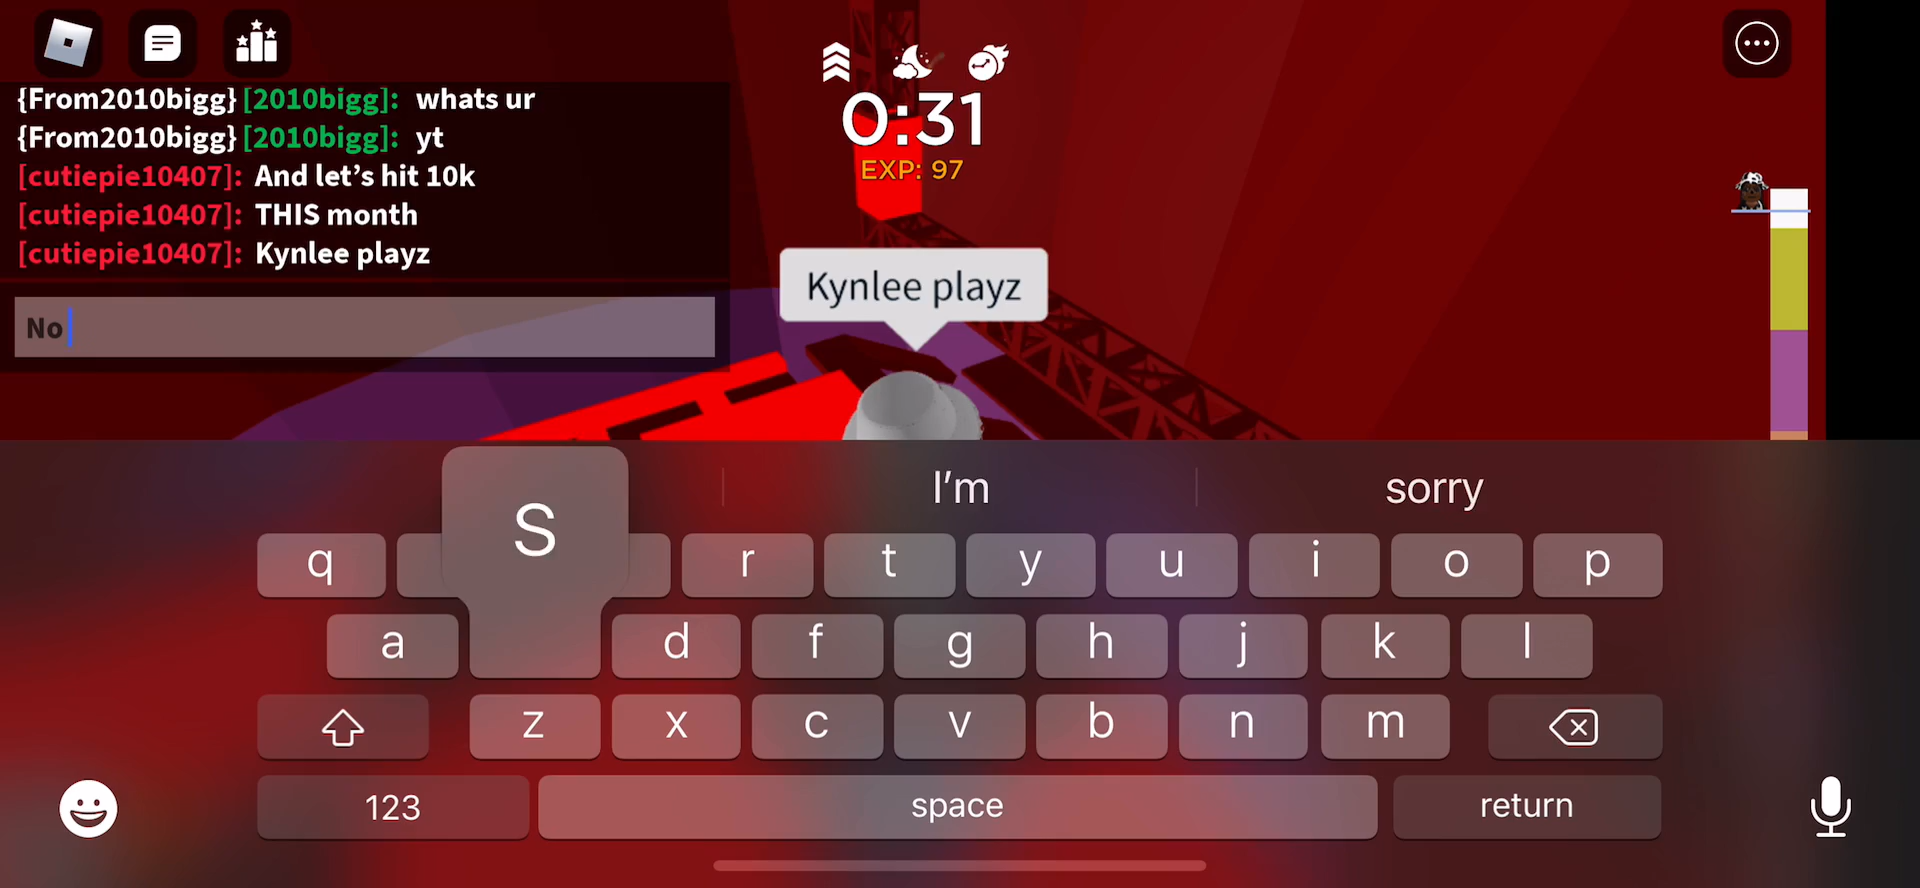 {From2010bigg} [2010bigg]: whats ur
{From2010bigg} [2010bigg]: yt
[cutiepie10407]: And let’s hit 10k
[cutiepie10407]: THIS month
[cutiepie10407]: Kynlee playz
No
0:31
EXP: 97
Kynlee playz
I’m
sorry
S
q r t y u i o p
a d f g h j k l
z x c v b n m
123 space return